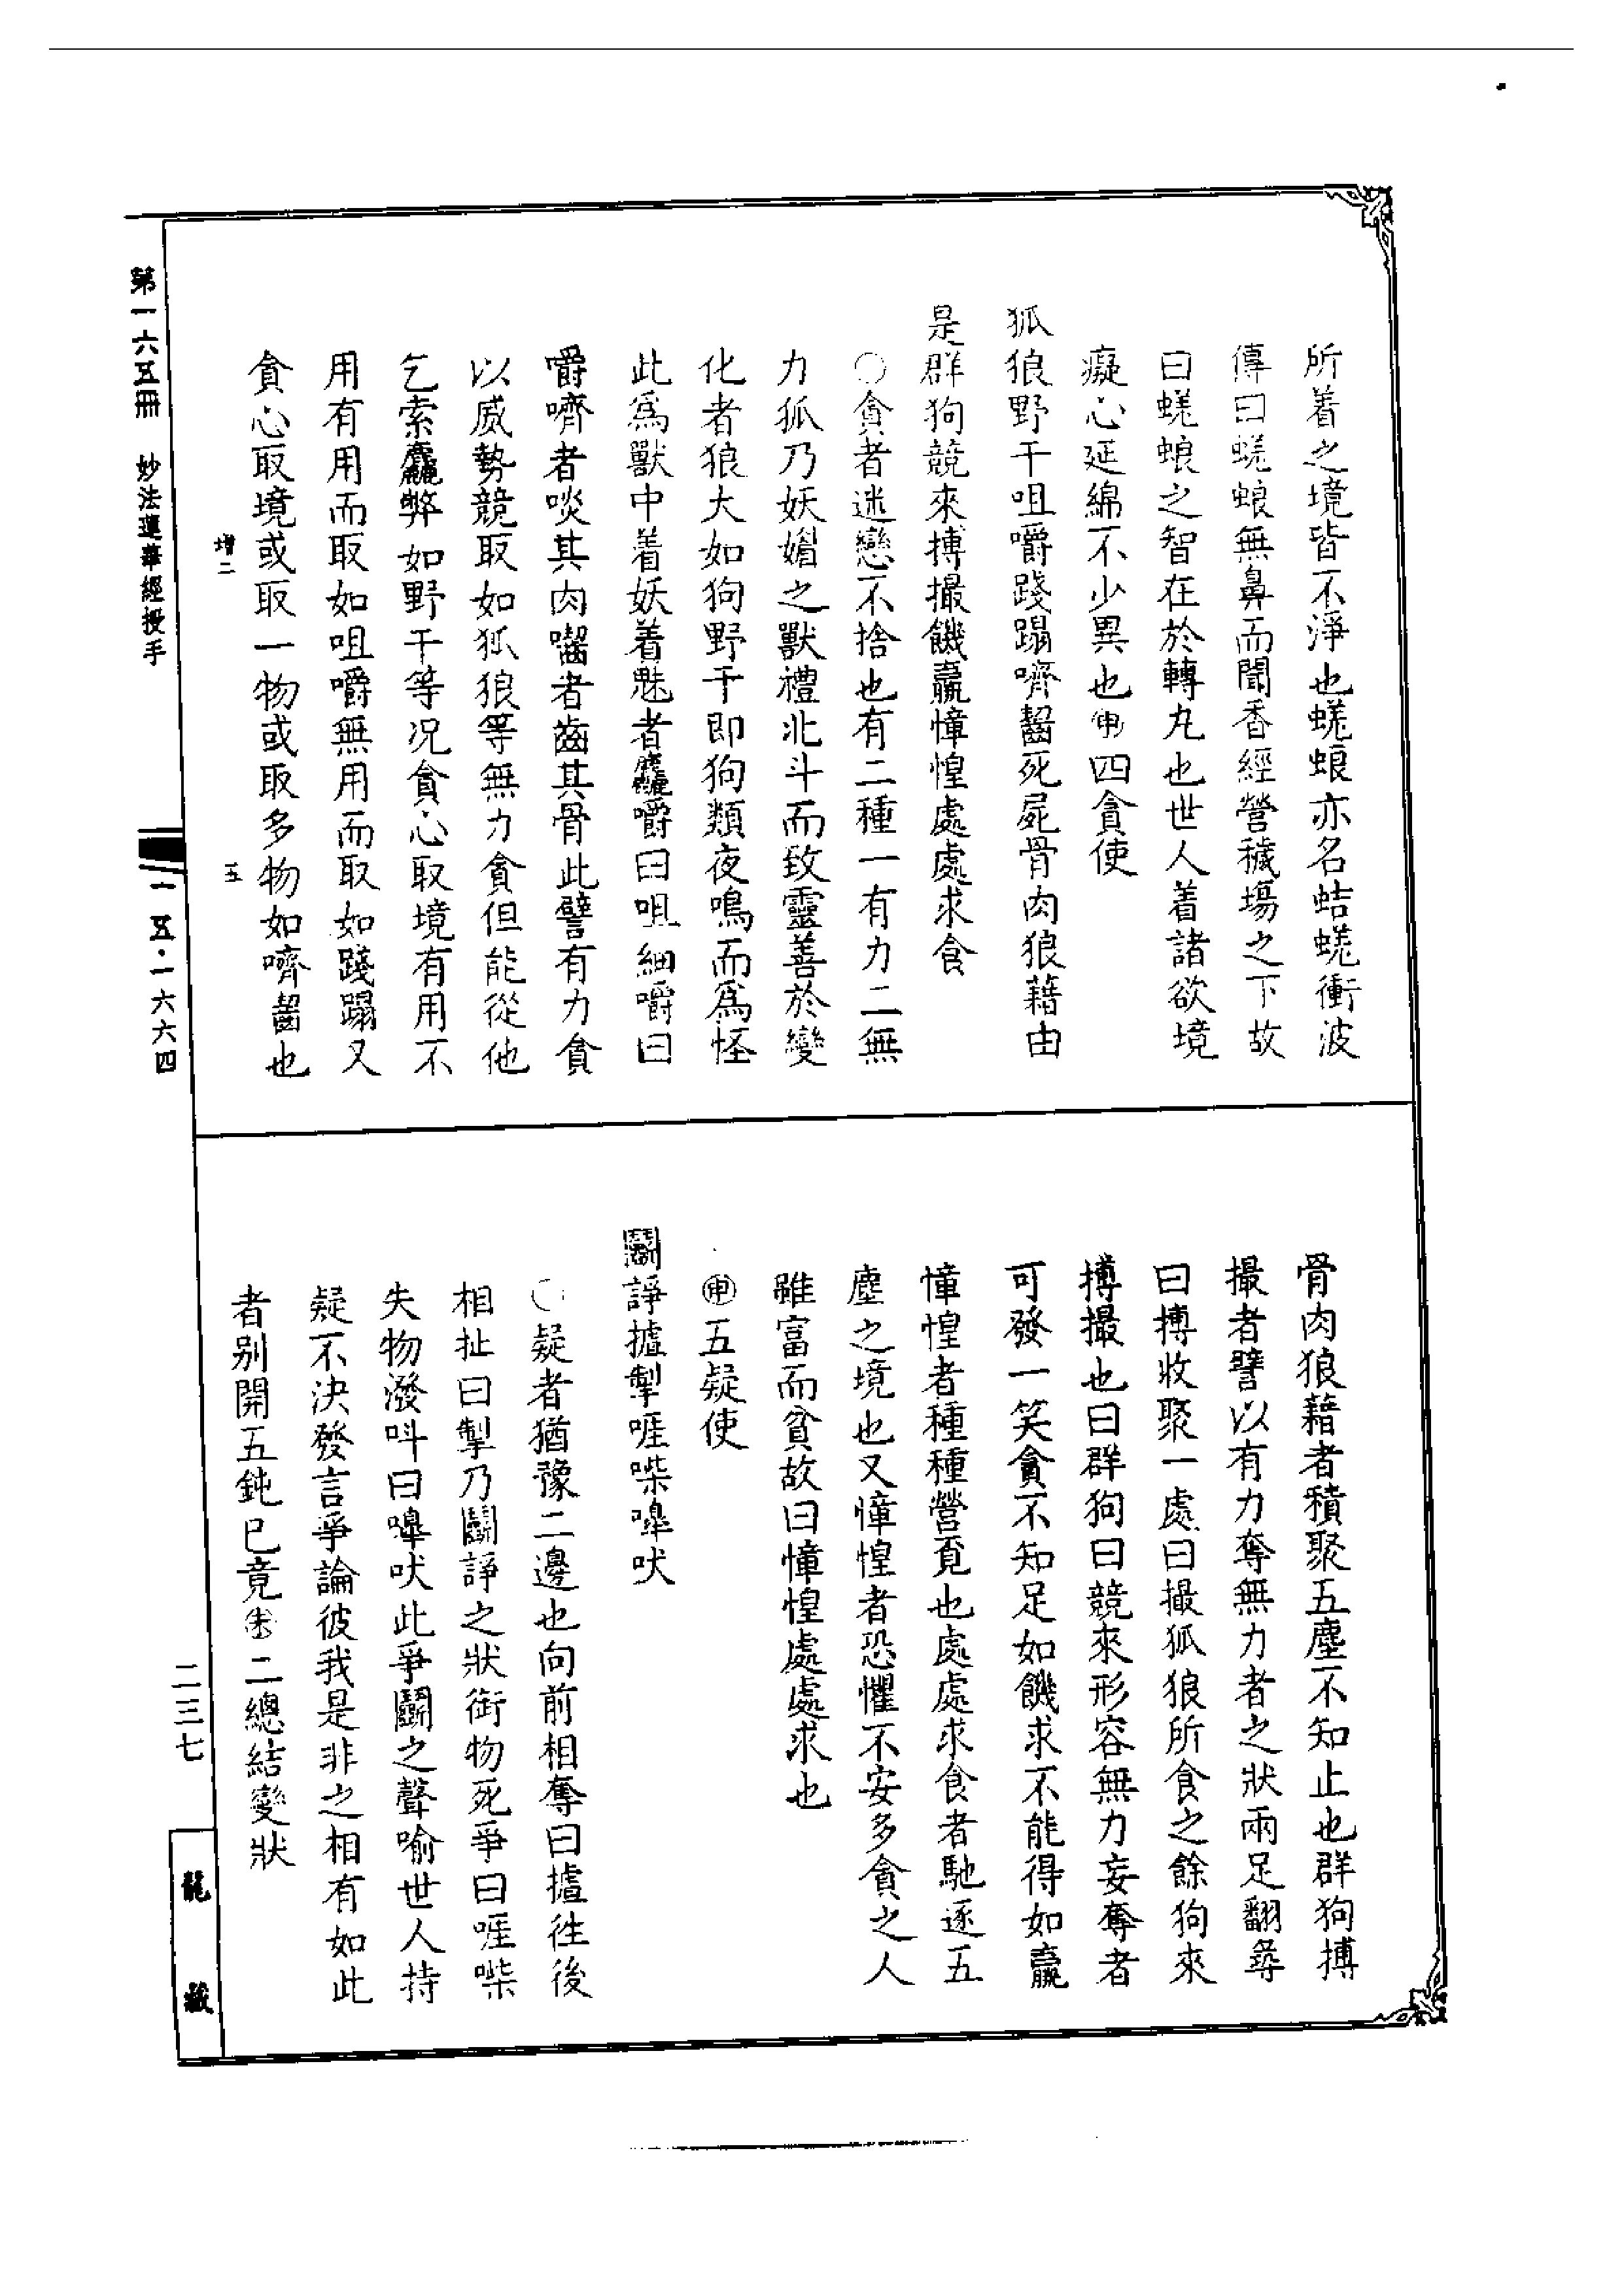 所着之境皆不淨也蜣蜋亦名蛣蜣衝波
傳曰蜣蜋無鼻而聞香經營穢塲之下故
曰蜣蜋之智在於轉丸也世人着諸欲境
癡心延綿不少異也㊥四貪使
狐狼野干咀嚼踐蹋嚌齧死屍骨肉狼藉由
是群狗競來搏撮饑羸慞惶處處求食
○貪者迷戀不捨也有二種一有力二無
力狐乃妖媚之獸禮北斗而致靈善於變
化者狼大如狗野干即狗類夜鳴而爲怪
此爲獸中着妖着魅者麤嚼曰咀細嚼曰
嚼嚌者啖其肉囓者齒其骨此譬有力貪
以威勢競取如狐狼等無力貪但能從他
乞索麤弊如野干等况貪心取境有用不
用有用而取如咀嚼無用而取如踐蹋又
貪心取境或取一物或取多物如嚌齧也
骨肉狼藉者積聚五塵不知止也群狗搏
撮者譬以有力奪無力者之狀兩足翻尋
曰搏收聚一處曰撮狐狼所食之餘狗來
搏撮也曰群狗曰競來形容無力妄奪者
可發一笑貪不知足如饑求不能得如羸
慞惶者種種營覓也處處求食者馳逐五
塵之境也又慞惶者恐懼不安多貪之人
雖富而貧故曰慞惶處處求也
㊥五疑使
鬬諍摣掣啀喍嘷吠
○疑者猶豫二邊也向前相奪曰摣徃後
相扯曰掣乃鬬諍之狀銜物死爭曰啀喍
失物潑呌曰嘷吠此爭鬬之聲喻世人持
疑不決發言爭論彼我是非之相有如此
者别開五鈍已竟二總結變狀
第一六五冊　妙法蓮華經授手
增二
五
一五·一六六四
二三七
龍藏